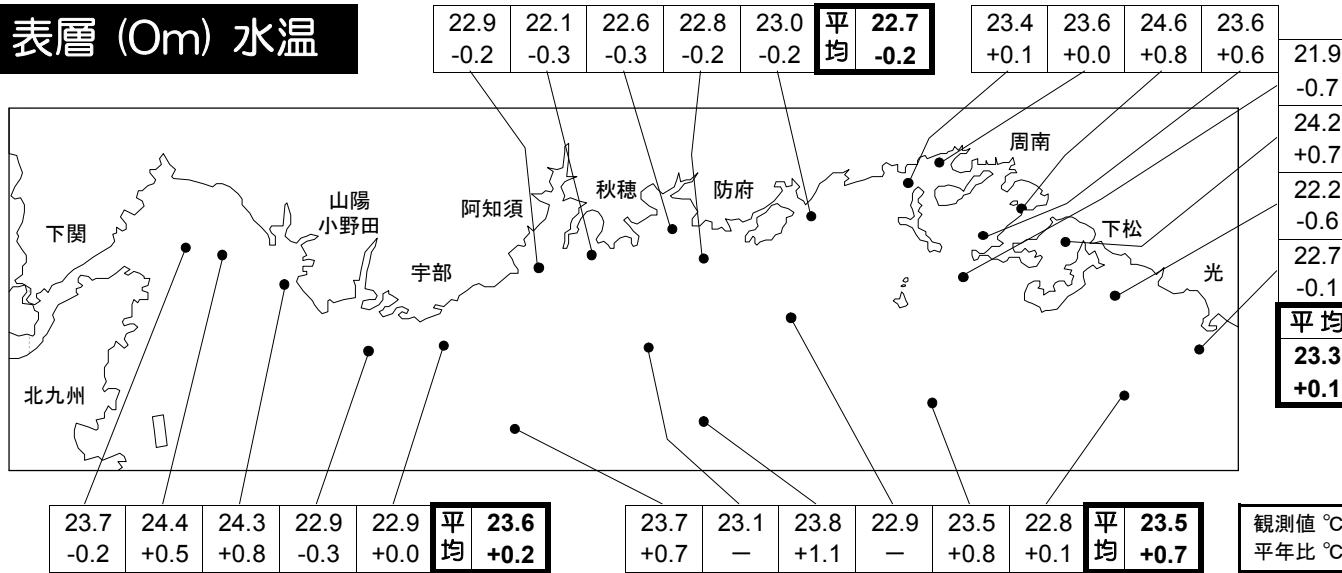 表層 (0m) 水温
22.9 22.1 22.6 22.8 23.0 平均 22.7
-0.2 -0.3 -0.3 -0.2 -0.2 -0.2
23.4 23.6 24.6 23.6
+0.1 +0.0 +0.8 +0.6
21.9
-0.7
24.2
+0.7
22.2
-0.6
22.7
-0.1
平均
23.3
+0.1
周南
山陽
小野田
阿知須
秋穂
防府
下関
宇部
下松
光
北九州
23.7 24.4 24.3 22.9 22.9 平均 23.6
-0.2 +0.5 +0.8 -0.3 +0.0 +0.2
23.7 23.1 23.8 22.9 23.5 22.8 平均 23.5
+0.7 － +1.1 － +0.8 +0.1 +0.7
観測値 ℃
平年比 ℃